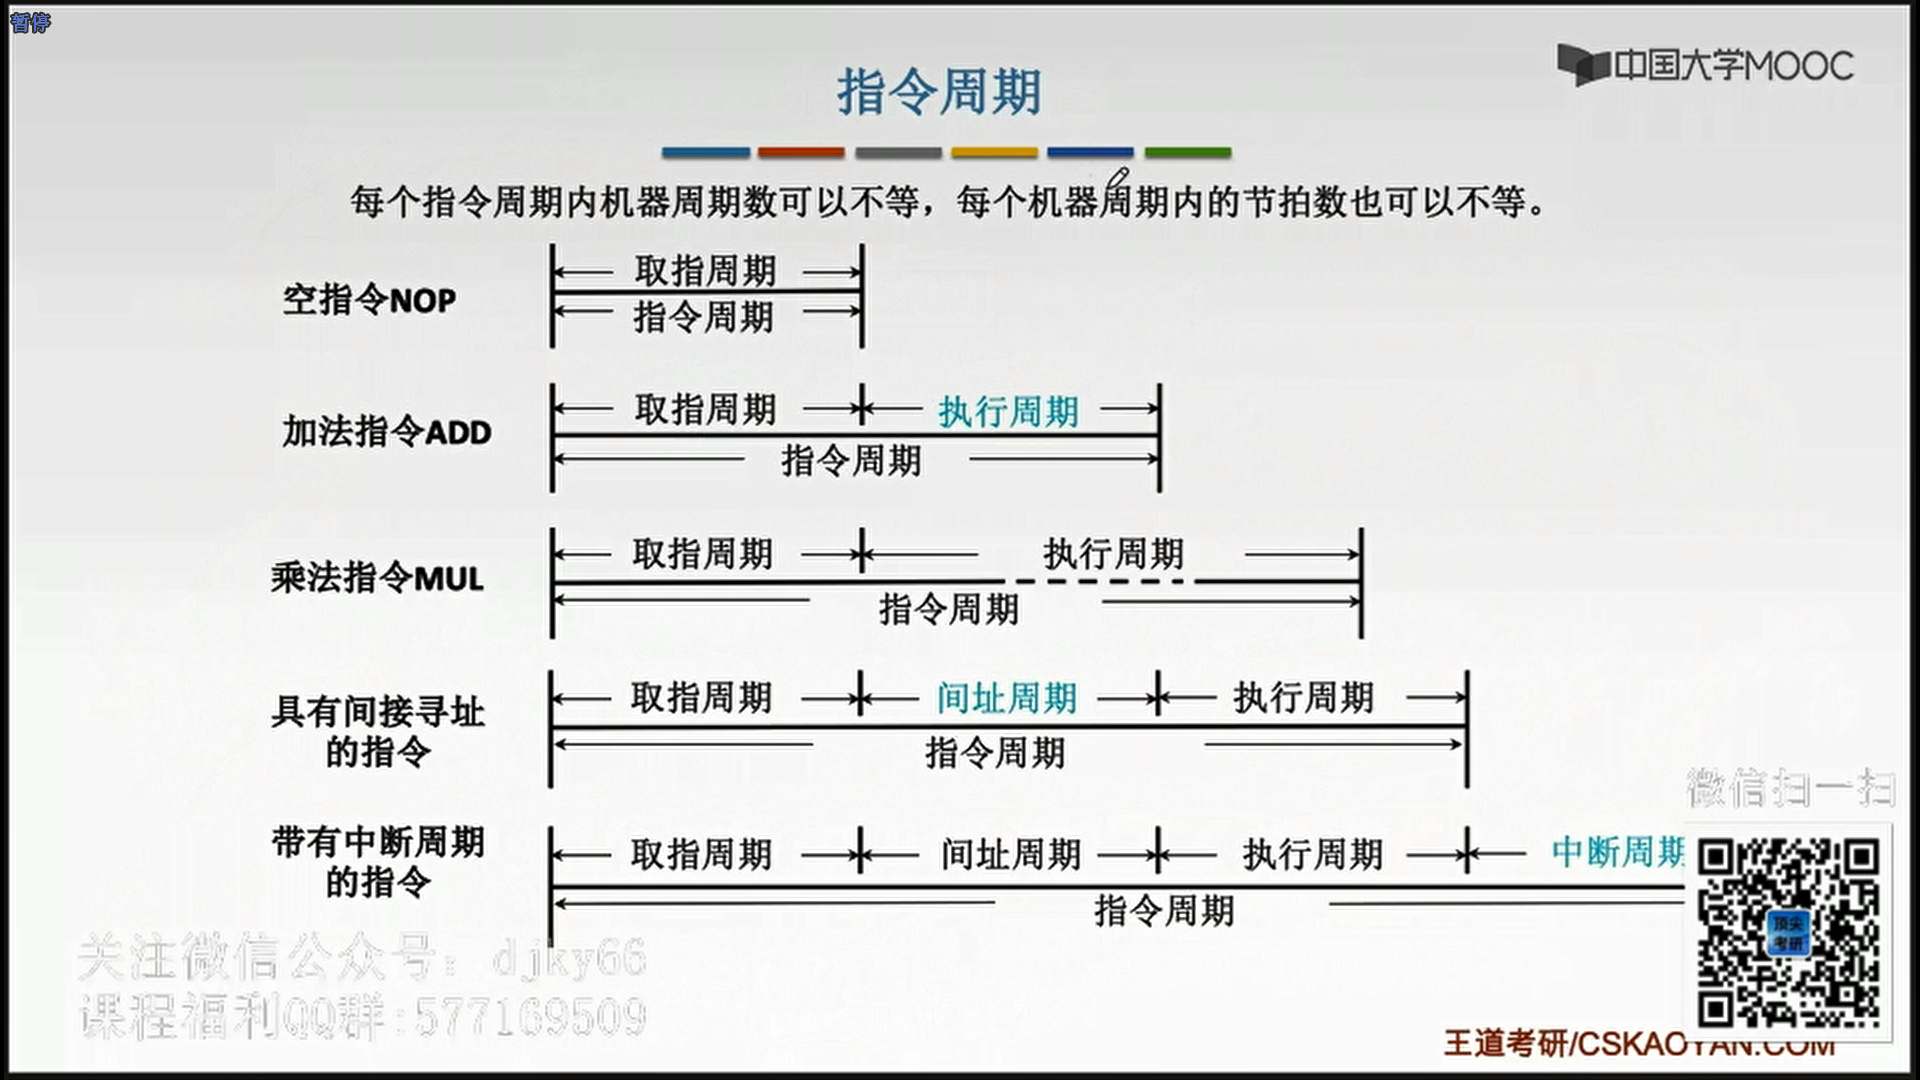 暂停
中国大学MOOC
指令周期
每个指令周期内机器周期数可以不等，每个机器周期内的节拍数也可以不等。
取指周期
空指令NOP
指令周期
取指周期 执行周期
加法指令ADD
指令周期
取指周期 执行周期
乘法指令MUL
指令周期
取指周期 间址周期 执行周期
具有间接寻址
的指令
指令周期
带有中断周期
的指令
取指周期 间址周期 执行周期 中断周期
指令周期
微信扫一扫
顶尖
考研
关注微信公众号：djky66
课程福利QQ群:577169509
王道考研/CSKAOYAN.COM